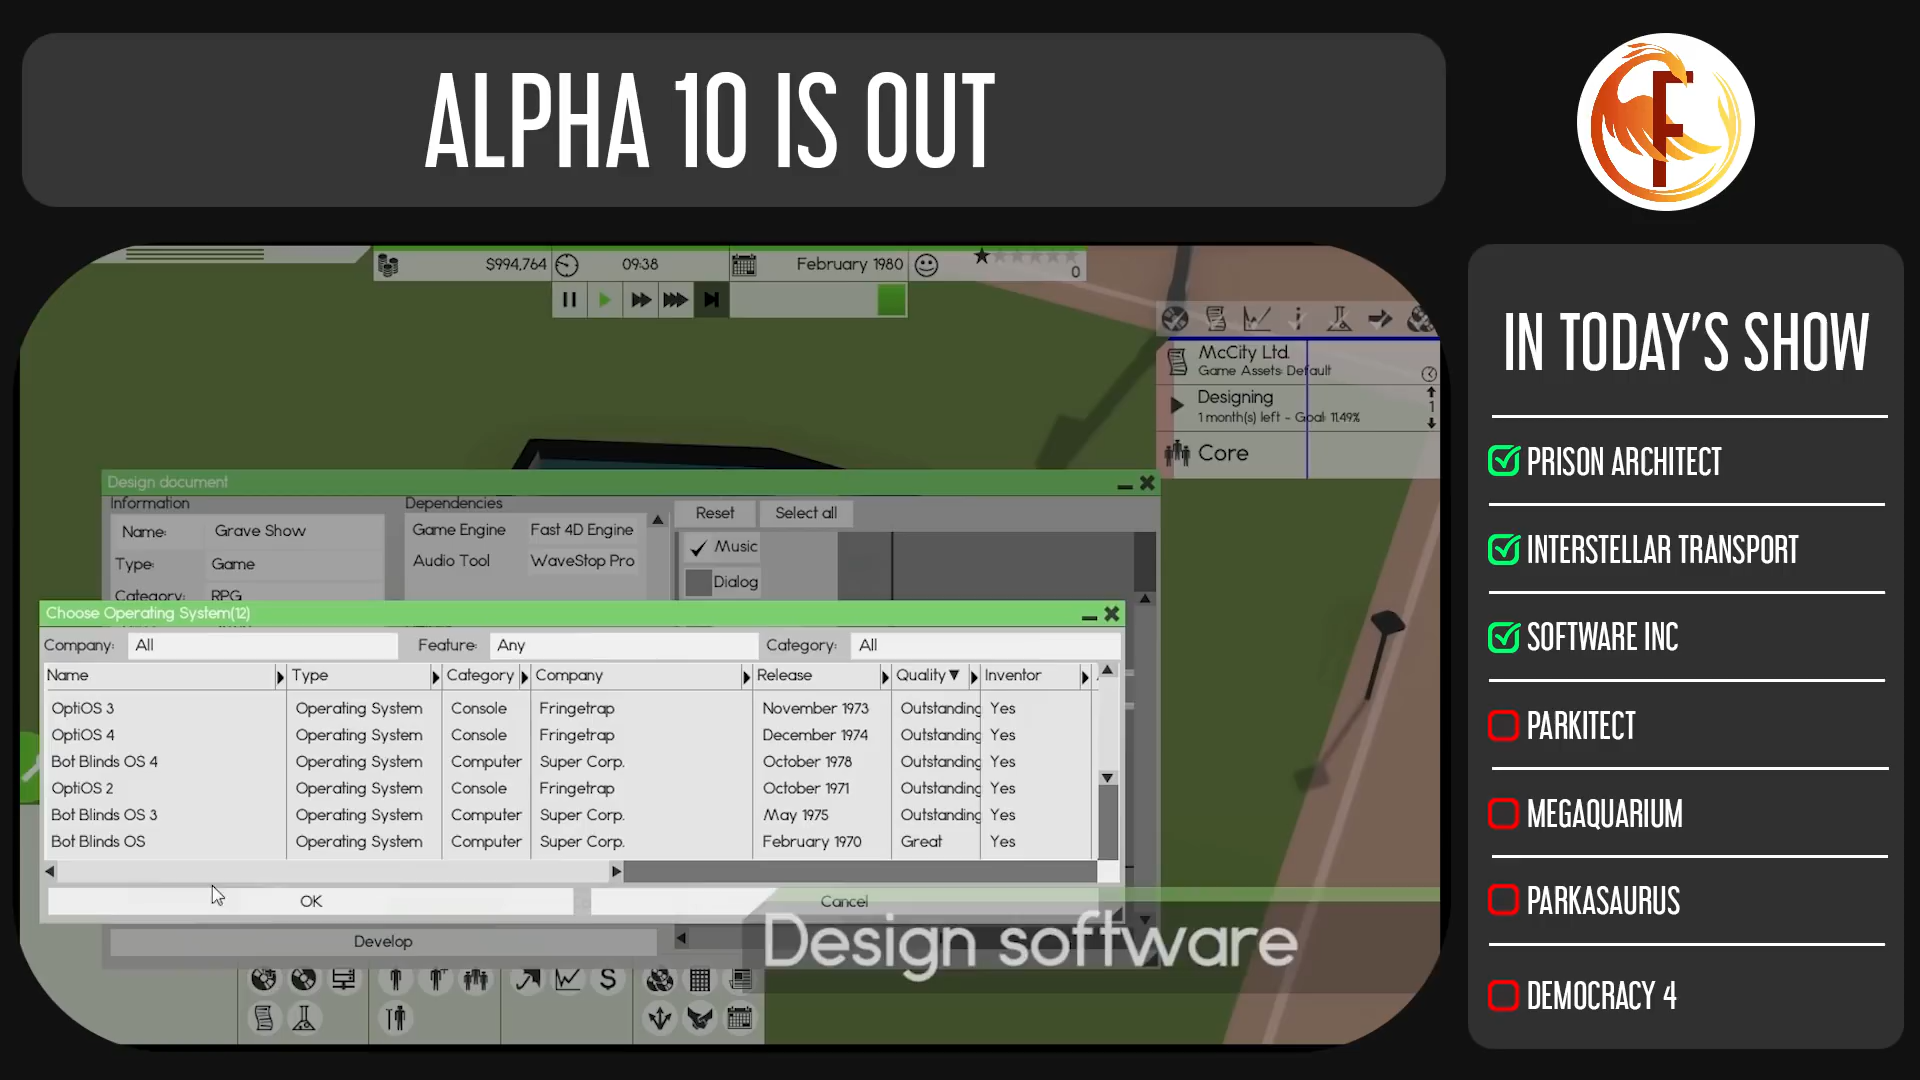 ALPHA 10 IS OUT
F
$994,764
09:38
February 1980
0
McCity Ltd.
Game Assets: Default
Designing
1 month(s) left - Goal: 11.49%
1
Core
Design document
Information
Name: Grave Show
Type: Game
Category: RPG
Dependencies
Game Engine Fast 4D Engine
Audio Tool WaveStop Pro
Reset Select all
Music
Dialog
Choose Operating System(12)
Company: All Feature: Any Category: All
Name Type Category Company Release Quality▼ Inventor
OptiOS 3 Operating System Console Fringetrap November 1973 Outstanding Yes
OptiOS 4 Operating System Console Fringetrap December 1974 Outstanding Yes
Bot Blinds OS 4 Operating System Computer Super Corp. October 1978 Outstanding Yes
OptiOS 2 Operating System Console Fringetrap October 1971 Outstanding Yes
Bot Blinds OS 3 Operating System Computer Super Corp. May 1975 Outstanding Yes
Bot Blinds OS Operating System Computer Super Corp. February 1970 Great Yes
OK Cancel
Develop
Design software
IN TODAY'S SHOW
PRISON ARCHITECT
INTERSTELLAR TRANSPORT
SOFTWARE INC
PARKITECT
MEGAQUARIUM
PARKASAURUS
DEMOCRACY 4